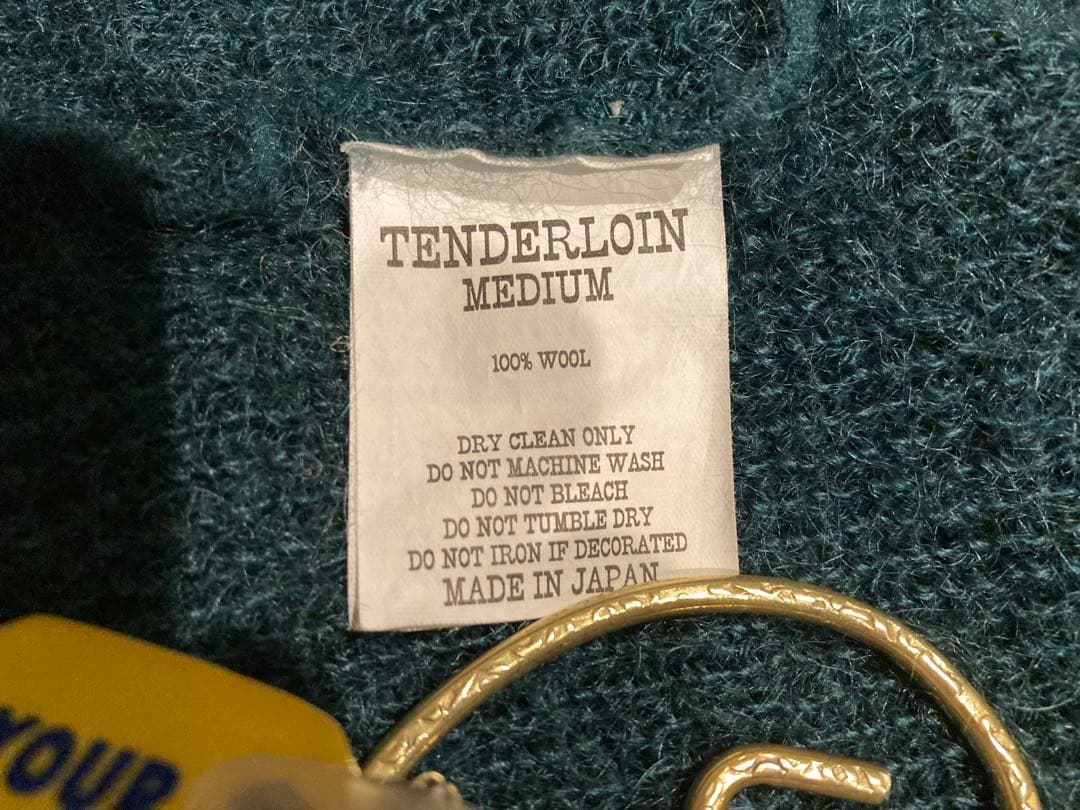 TENDERLOIN
MEDIUM
100% WOOL
DRY CLEAN ONLY
DO NOT MACHINE WASH
DO NOT BLEACH
DO NOT TUMBLE DRY
DO NOT IRON IF DECORATED
MADE IN JAPAN
YOUR